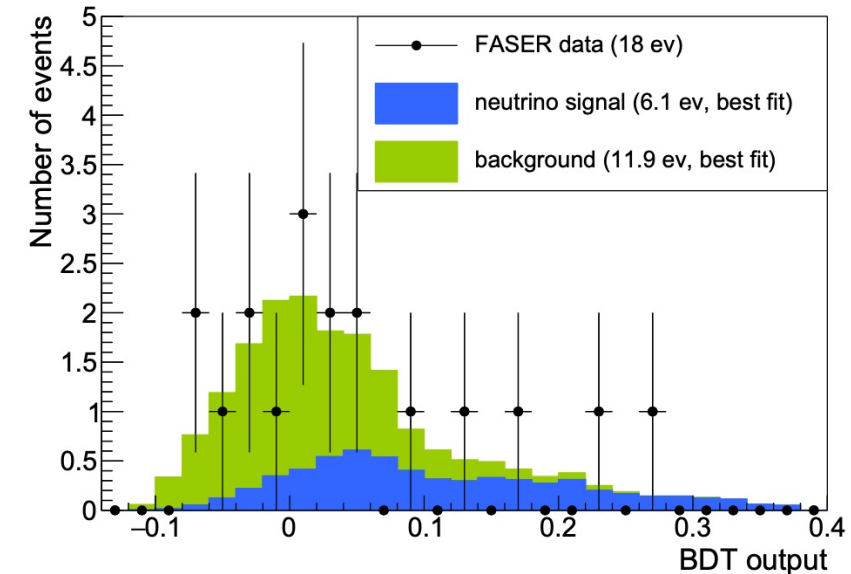 Number of events
5
4.5
4
3.5
3
2.5
2
1.5
1
0.5
0
FASER data (18 ev)
neutrino signal (6.1 ev, best fit)
background (11.9 ev, best fit)
−0.1 0 0.1 0.2 0.3 0.4
BDT output